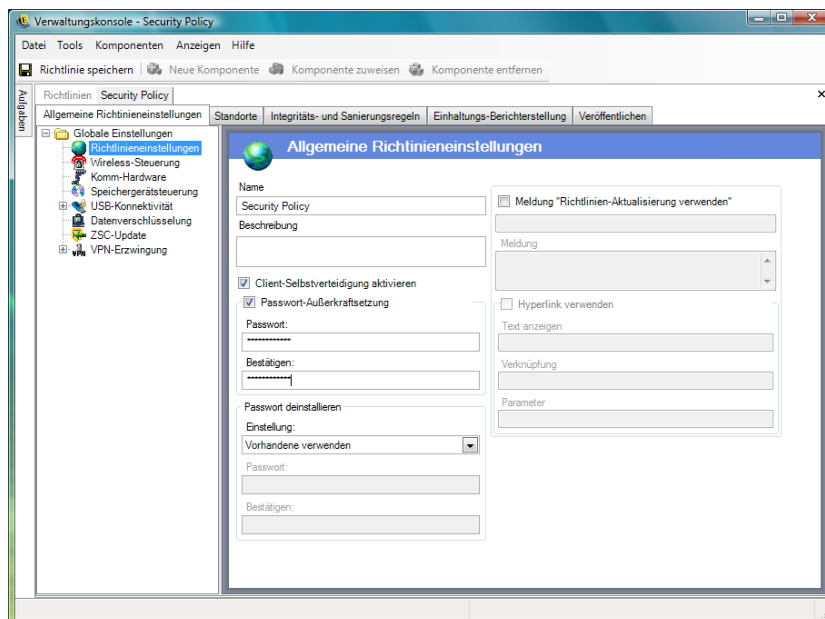 Verwaltungskonsole - Security Policy
Datei Tools Komponenten Anzeigen Hilfe
Richtlinie speichern Neue Komponente Komponente zuweisen Komponente entfernen
Aufgaben
Richtlinien Security Policy
Allgemeine Richtinieneinstellungen Standorte Integritäts- und Sanierungsregeln Einhaltungs-Berichterstellung Veröffentlichen
Globale Einstellungen
Richtlinieneinstellungen
Wireless-Steuerung
Komm-Hardware
Speichergerätsteuerung
USB-Konnektivität
Datenverschlüsselung
ZSC-Update
VPN-Erzwingung
Allgemeine Richtinieneinstellungen
Name
Security Policy
Beschreibung
Client-Selbstverteidigung aktivieren
Passwort-Außerkraftsetzung
Passwort:
************
Bestätigen:
************
Passwort deinstallieren
Einstellung:
Vorhandene verwenden
Passwort:
Bestätigen:
Meldung "Richtlinien-Aktualisierung verwenden"
Meldung
Hyperlink verwenden
Text anzeigen
Verknüpfung
Parameter